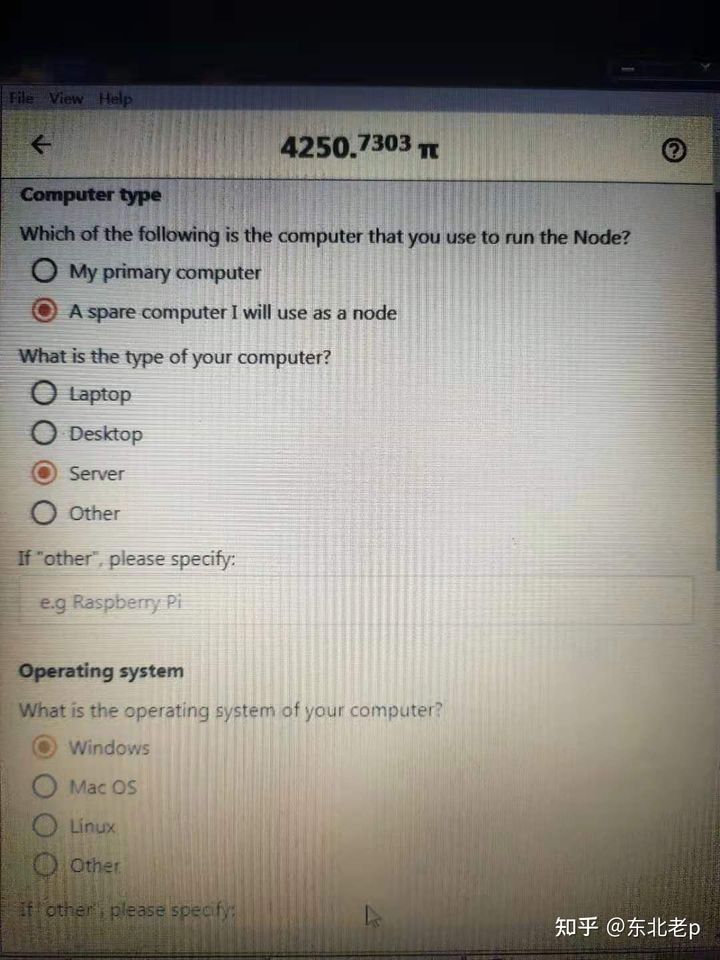 File View Help
4250.7303 π
Computer type
Which of the following is the computer that you use to run the Node?
My primary computer
A spare computer I will use as a node
What is the type of your computer?
Laptop
Desktop
Server
Other
If "other", please specify:
e.g Raspberry Pi
Operating system
What is the operating system of your computer?
Windows
Mac OS
Linux
Other
If "other", please specify:
知乎 @东北老p